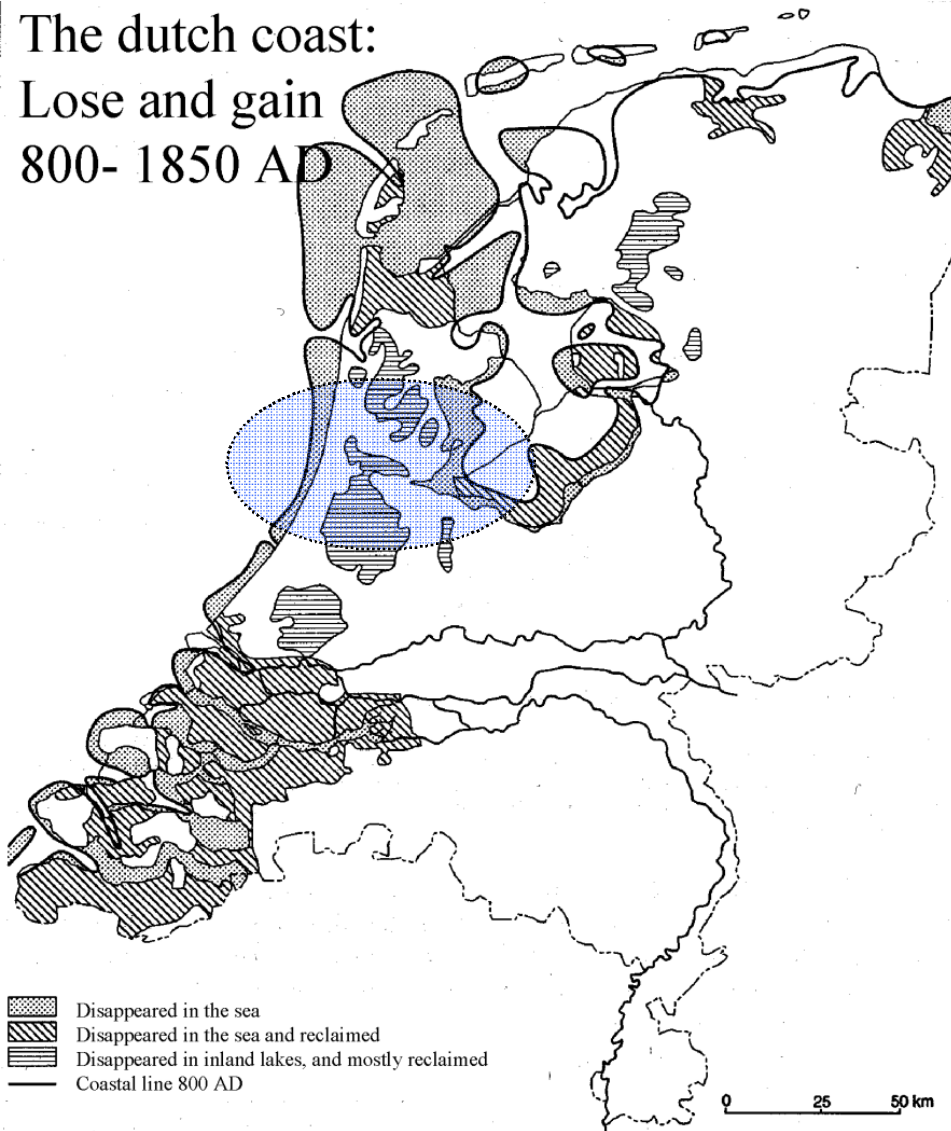 The dutch coast:
Lose and gain
800- 1850 AD
Disappeared in the sea
Disappeared in the sea and reclaimed
Disappeared in inland lakes, and mostly reclaimed
Coastal line 800 AD
0 25 50 km